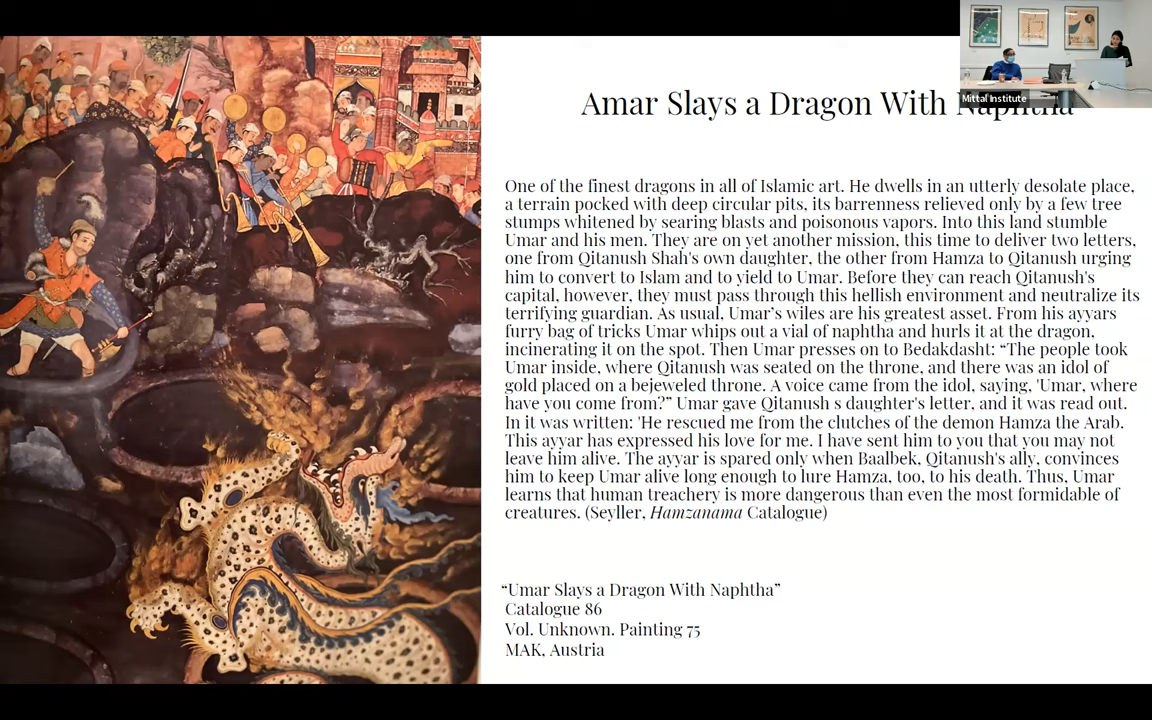 Mittal Institute
Amar Slays a Dragon With Naphtha
One of the finest dragons in all of Islamic art. He dwells in an utterly desolate place,
a terrain pocked with deep circular pits, its barrenness relieved only by a few tree
stumps whitened by searing blasts and poisonous vapors. Into this land stumble
Umar and his men. They are on yet another mission, this time to deliver two letters,
one from Qitanush Shah's own daughter, the other from Hamza to Qitanush urging
him to convert to Islam and to yield to Umar. Before they can reach Qitanush's
capital, however, they must pass through this hellish environment and neutralize its
terrifying guardian. As usual, Umar’s wiles are his greatest asset. From his ayyars
furry bag of tricks Umar whips out a vial of naphtha and hurls it at the dragon,
incinerating it on the spot. Then Umar presses on to Bedakdasht: “The people took
Umar inside, where Qitanush was seated on the throne, and there was an idol of
gold placed on a bejeweled throne. A voice came from the idol, saying, 'Umar, where
have you come from?” Umar gave Qitanush s daughter's letter, and it was read out.
In it was written: 'He rescued me from the clutches of the demon Hamza the Arab.
This ayyar has expressed his love for me. I have sent him to you that you may not
leave him alive. The ayyar is spared only when Baalbek, Qitanush's ally, convinces
him to keep Umar alive long enough to lure Hamza, too, to his death. Thus, Umar
learns that human treachery is more dangerous than even the most formidable of
creatures. (Seyller, Hamzanama Catalogue)
“Umar Slays a Dragon With Naphtha”
Catalogue 86
Vol. Unknown. Painting 75
MAK, Austria